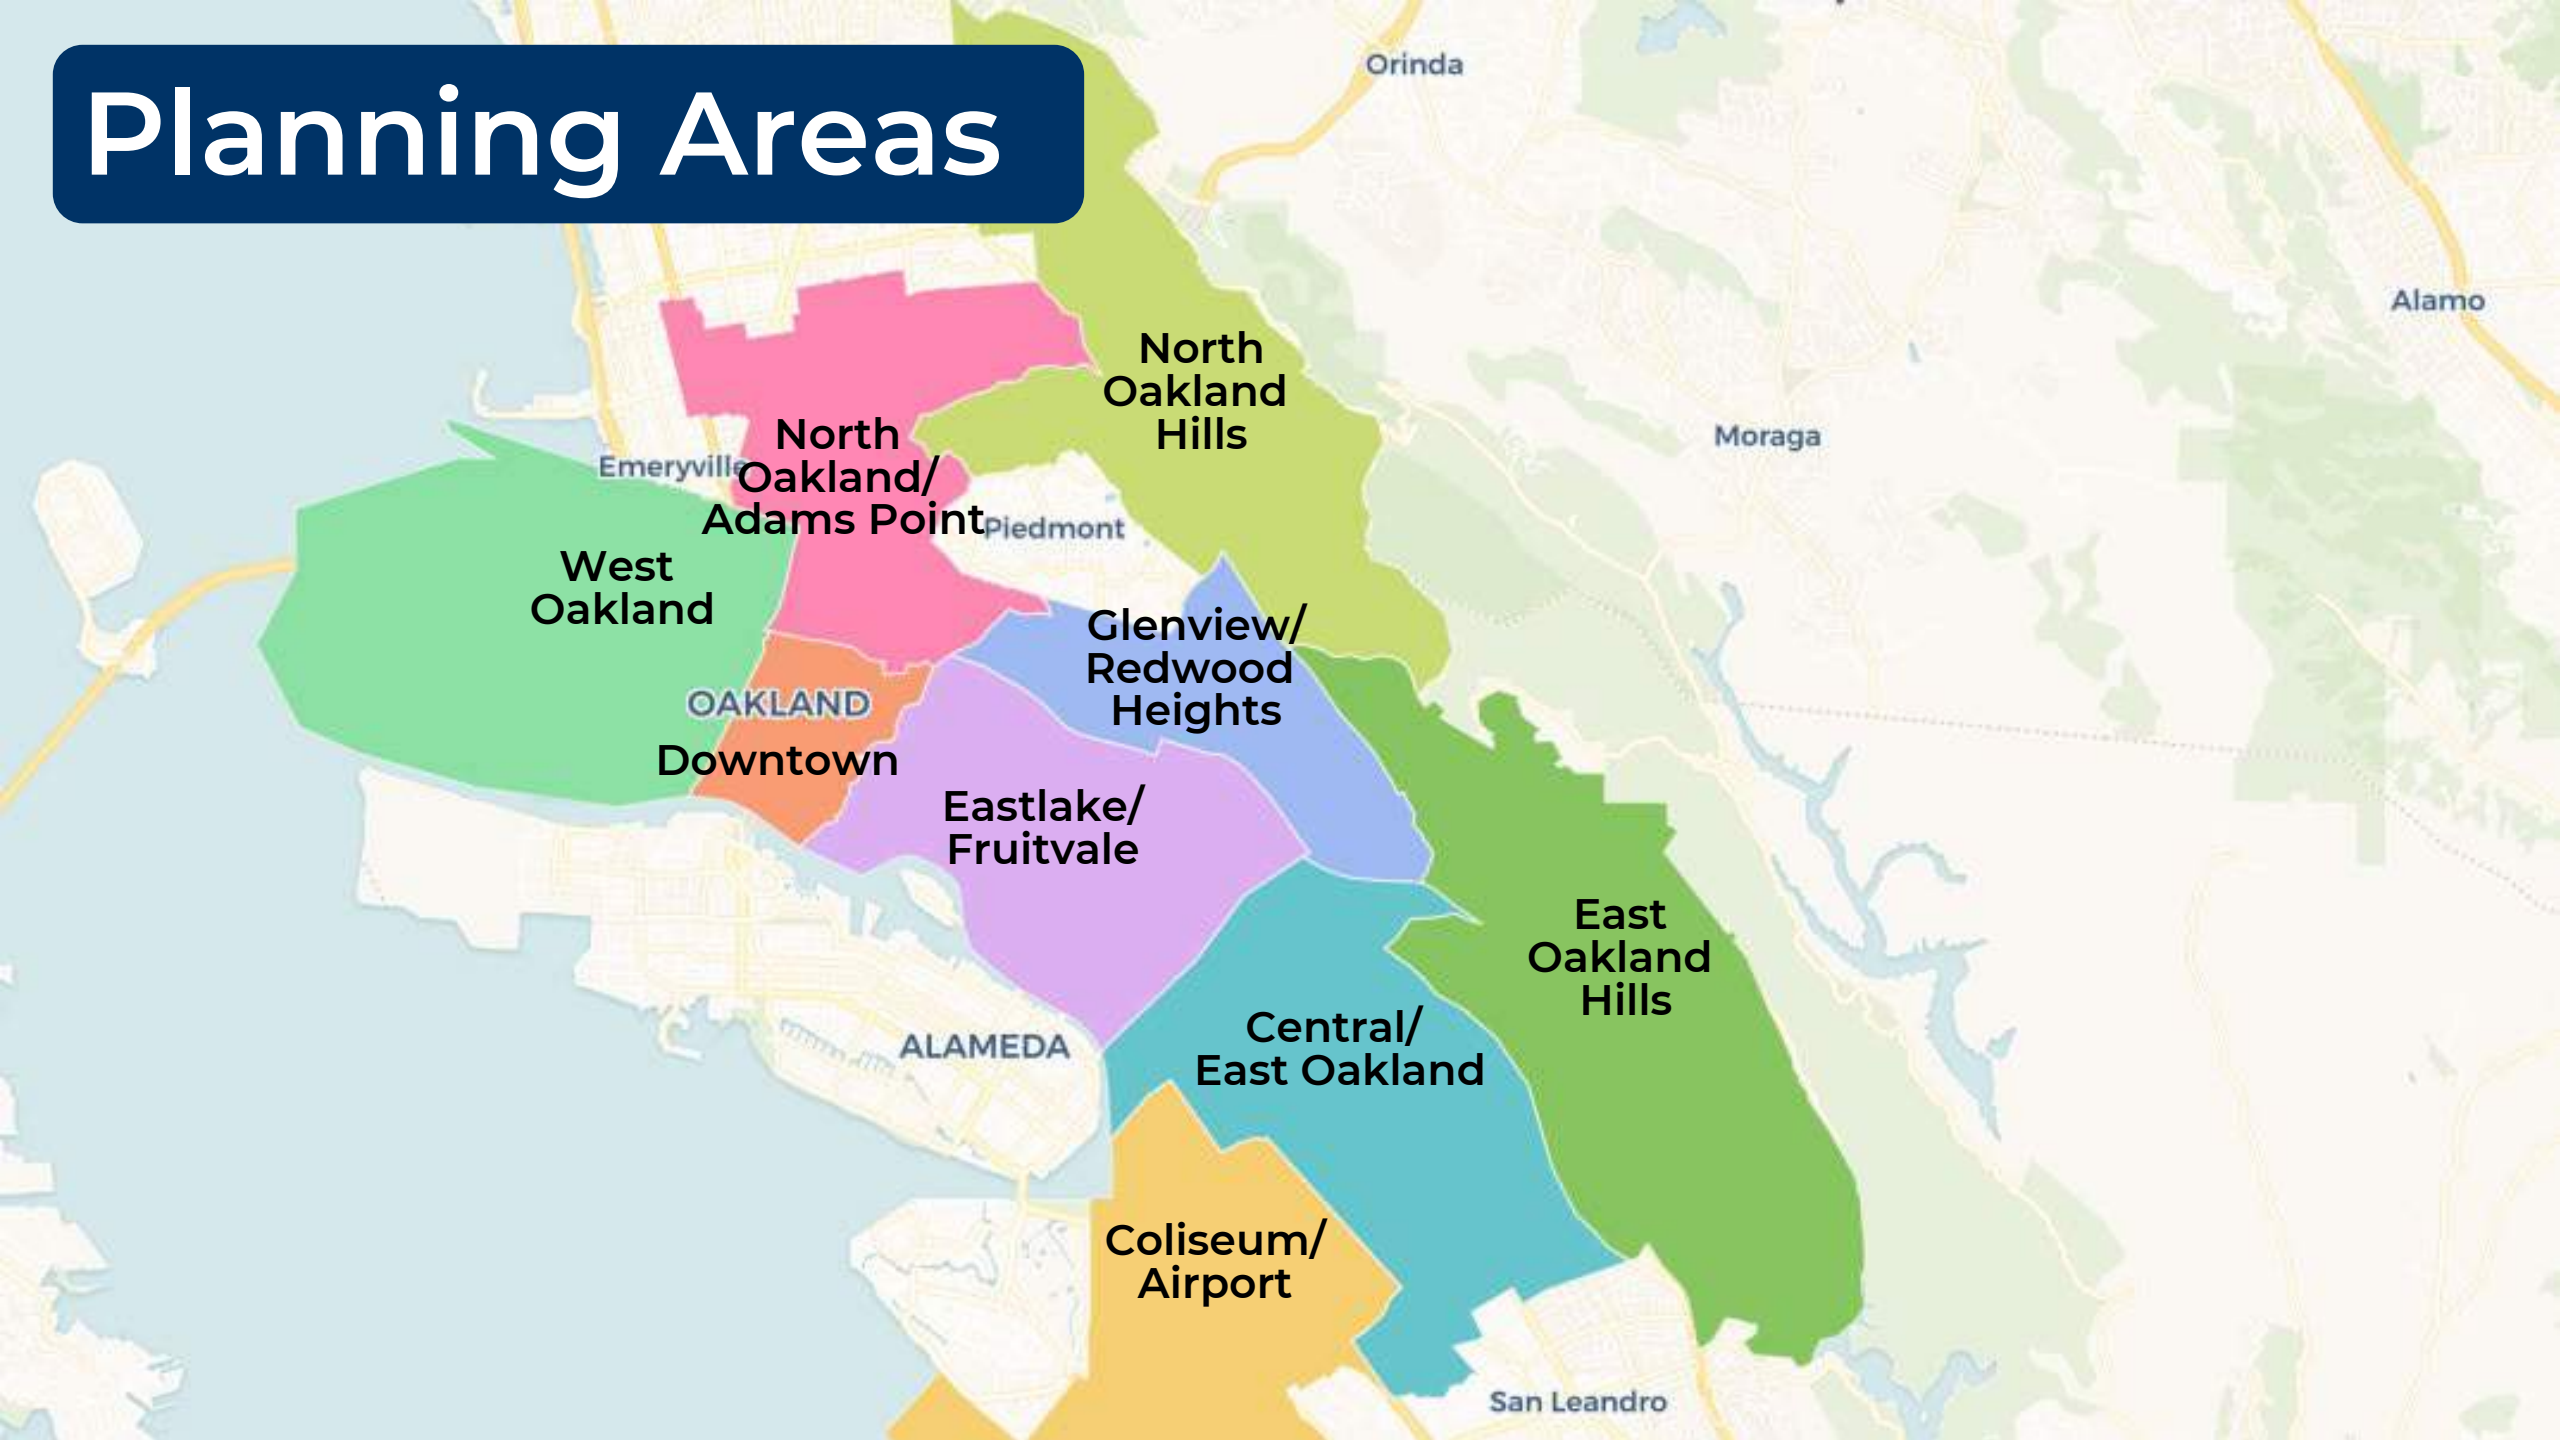 Planning Areas
Orinda
Alamo
North
Oakland
Hills
Moraga
North
Oakland/
Adams Point
Emeryville
Piedmont
West
Oakland
Glenview/
Redwood
Heights
OAKLAND
Downtown
Eastlake/
Fruitvale
East
Oakland
Hills
Central/
East Oakland
ALAMEDA
Coliseum/
Airport
San Leandro